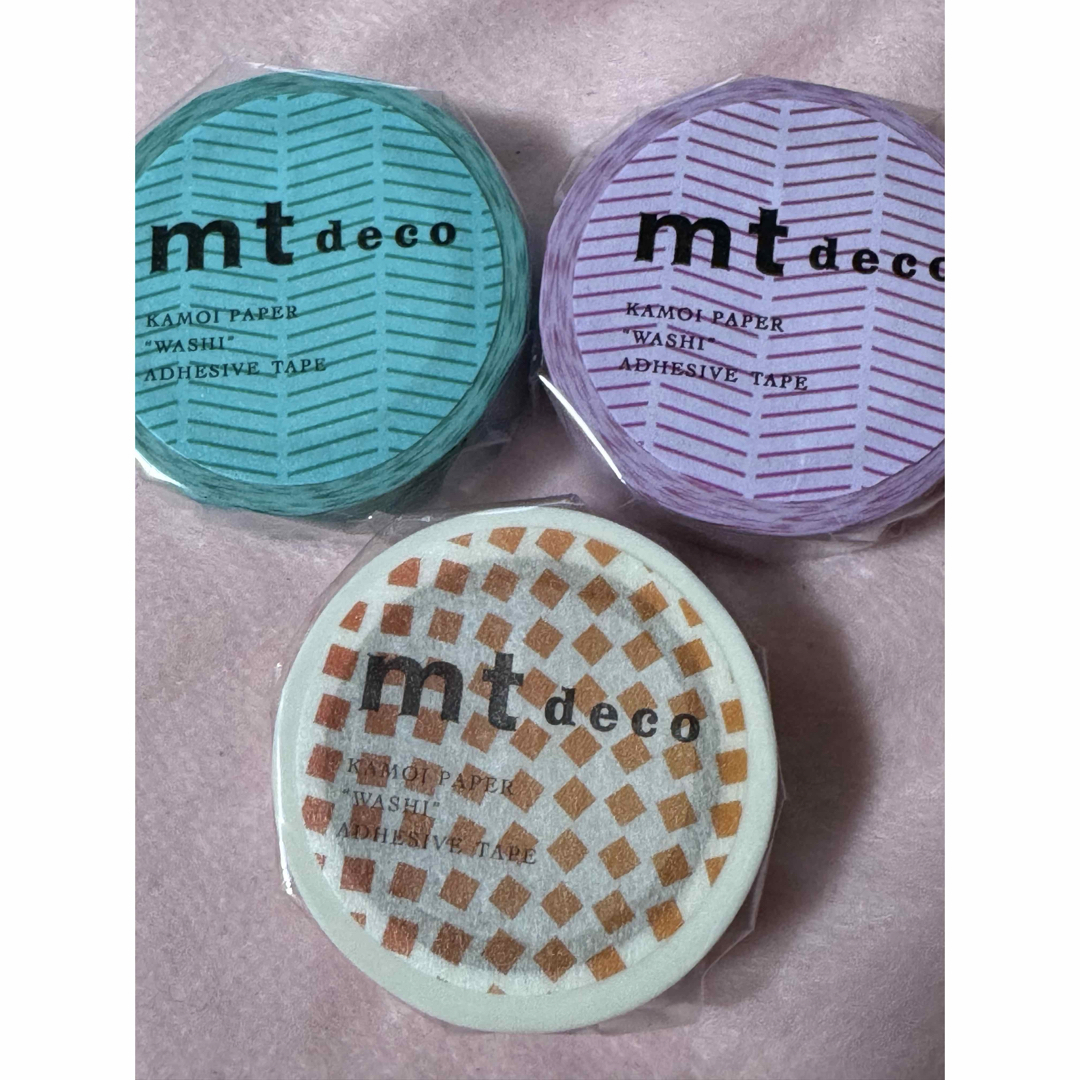 mt deco
KAMOI PAPER
"WASHI"
ADHESIVE TAPE
mt deco
KAMOI PAPER
"WASHI"
ADHESIVE TAPE
mt deco
KAMOI PAPER
"WASHI"
ADHESIVE TAPE